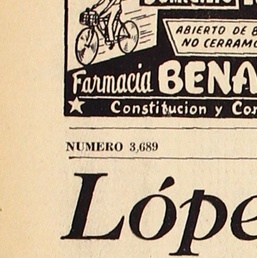 ABIERTO DE
NO CERRAMO
Farmacia BENA
Constitucion y Co
NUMERO 3,689
Lópe